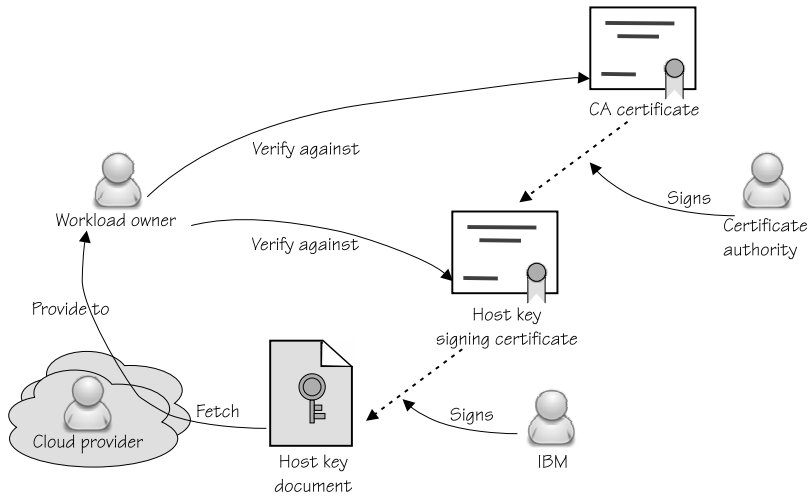 CA certificate
Verify against
Signs
Workload owner
Certificate
authority
Verify against
Provide to
Host key
signing certificate
Fetch
Signs
Cloud provider
Host key
document
IBM